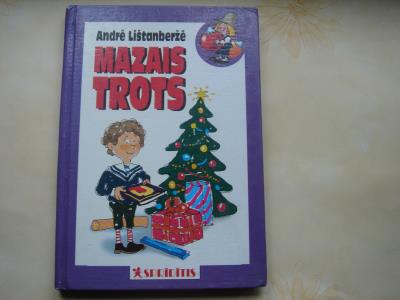 Andrē Lištanberžē
MAZAIS
TROTS
SPRĪDĪTIS